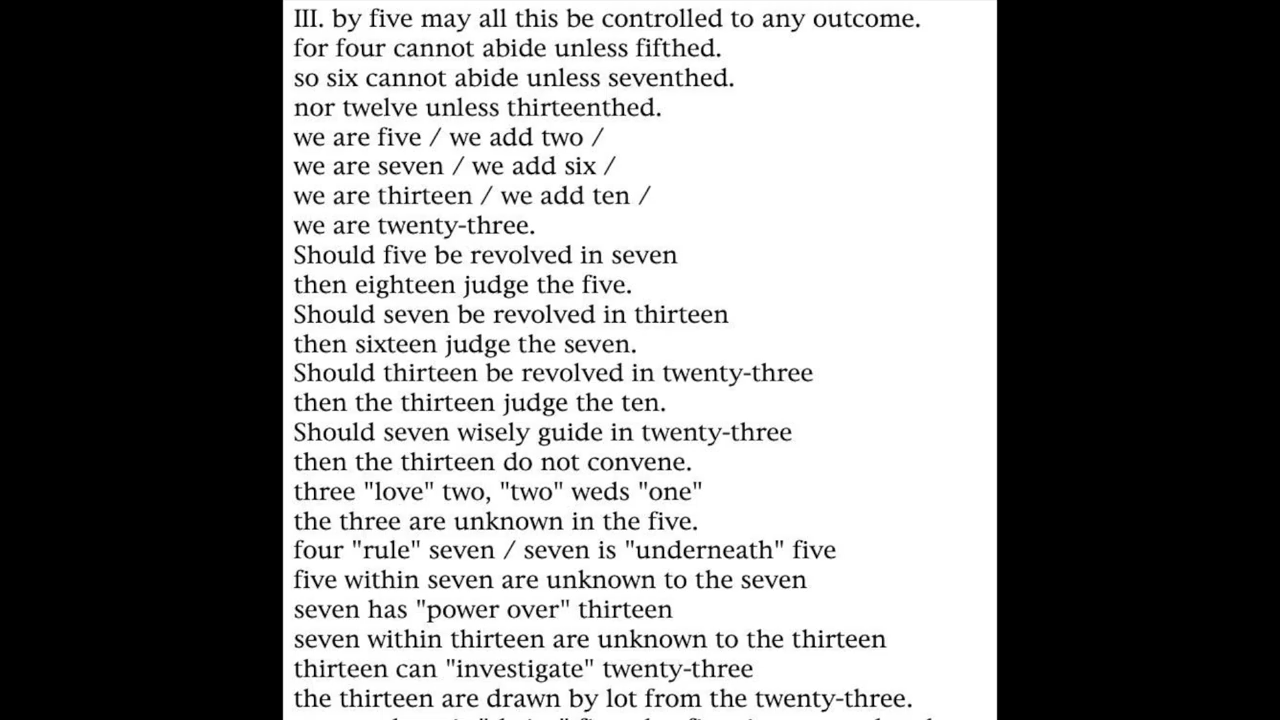 III. by five may all this be controlled to any outcome.
for four cannot abide unless fifthed.
so six cannot abide unless seventhed.
nor twelve unless thirteenthed.
we are five / we add two /
we are seven / we add six /
we are thirteen / we add ten /
we are twenty-three.
Should five be revolved in seven
then eighteen judge the five.
Should seven be revolved in thirteen
then sixteen judge the seven.
Should thirteen be revolved in twenty-three
then the thirteen judge the ten.
Should seven wisely guide in twenty-three
then the thirteen do not convene.
three "love" two, "two" weds "one"
the three are unknown in the five.
four "rule" seven / seven is "underneath" five
five within seven are unknown to the seven
seven has "power over" thirteen
seven within thirteen are unknown to the thirteen
thirteen can "investigate" twenty-three
the thirteen are drawn by lot from the twenty-three.